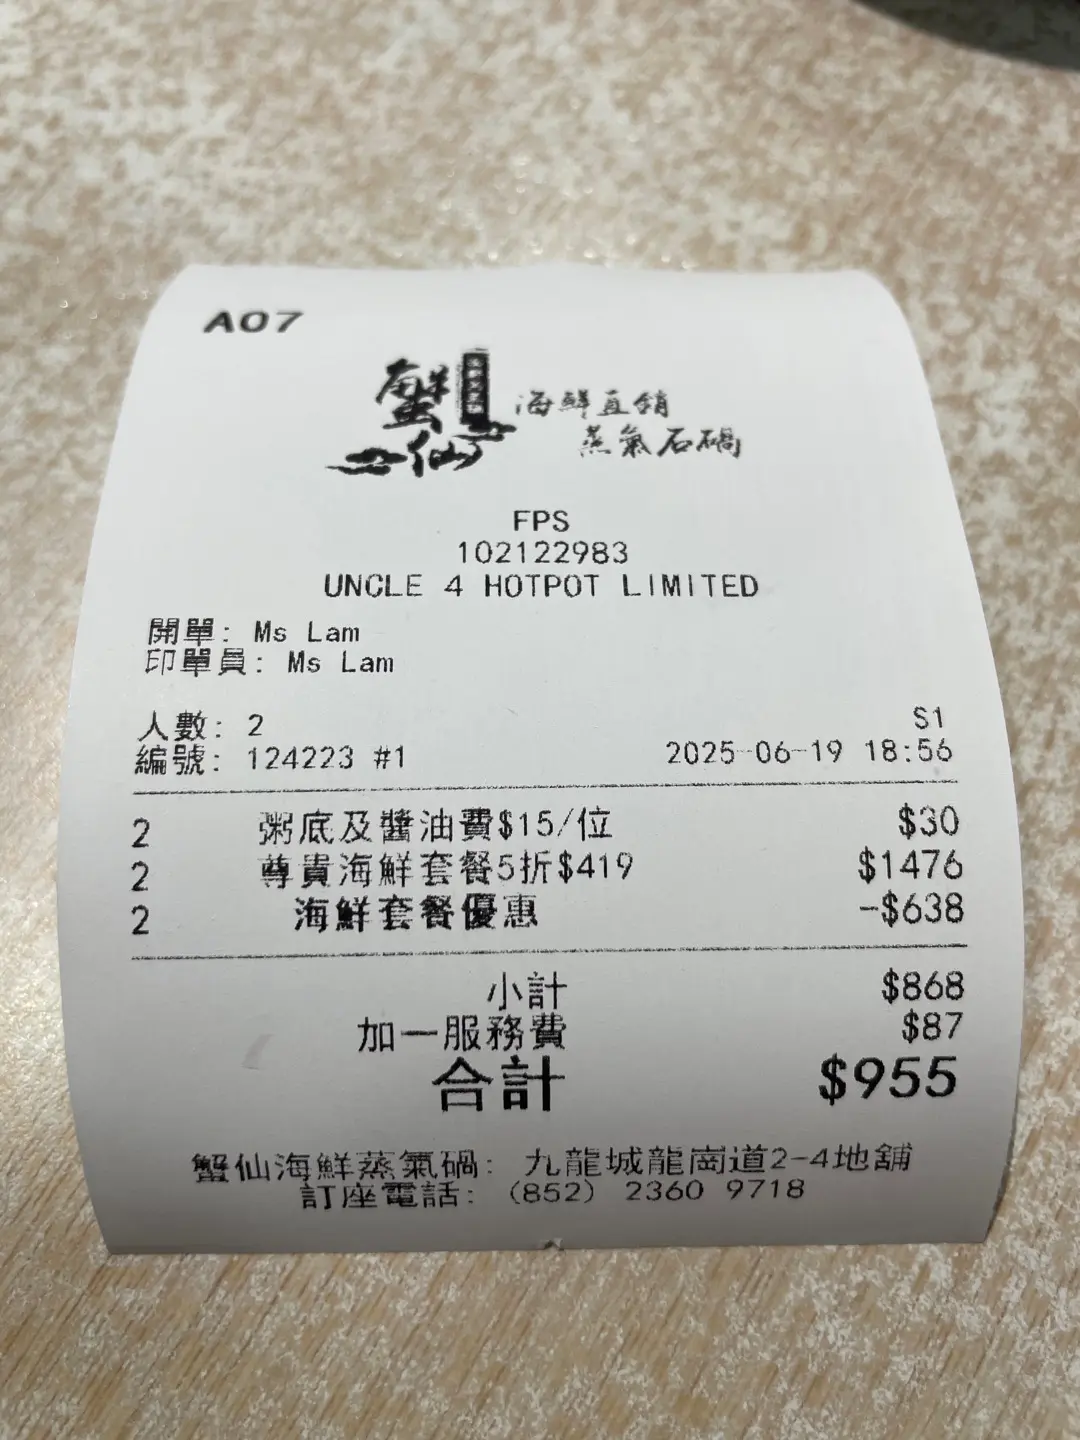 A07
蟹仙
海鮮直銷
蒸氣石鍋
FPS
102122983
UNCLE 4 HOTPOT LIMITED
開單: Ms Lam
印單員: Ms Lam
人數: 2 S1
編號: 124223 #1 2025-06-19 18:56
2 粥底及醬油費$15/位 $30
2 尊貴海鮮套餐5折$419 $1476
2 海鮮套餐優惠 -$638
小計 $868
加一服務費 $87
合計 $955
蟹仙海鮮蒸氣鍋: 九龍城龍崗道2-4地舖
訂座電話: (852) 2360 9718